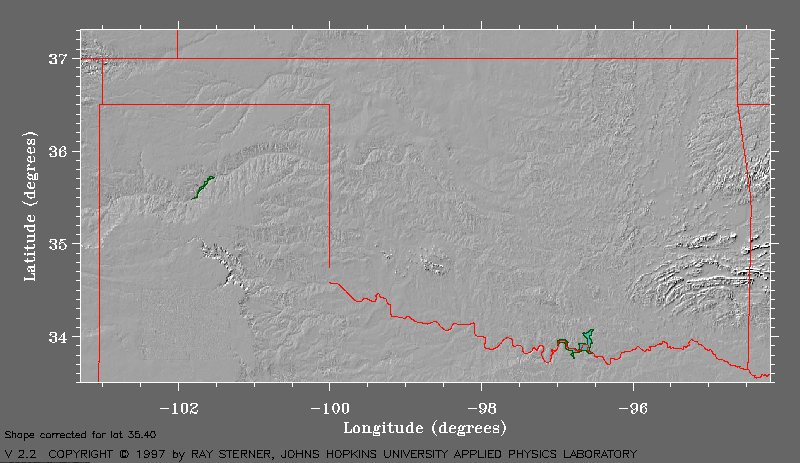 37
36
35
34
Latitude (degrees)
−102 −100 −98 −96
Longitude (degrees)
Shape corrected for lat 35.40
V 2.2 COPYRIGHT © 1997 by RAY STERNER, JOHNS HOPKINS UNIVERSITY APPLIED PHYSICS LABORATORY